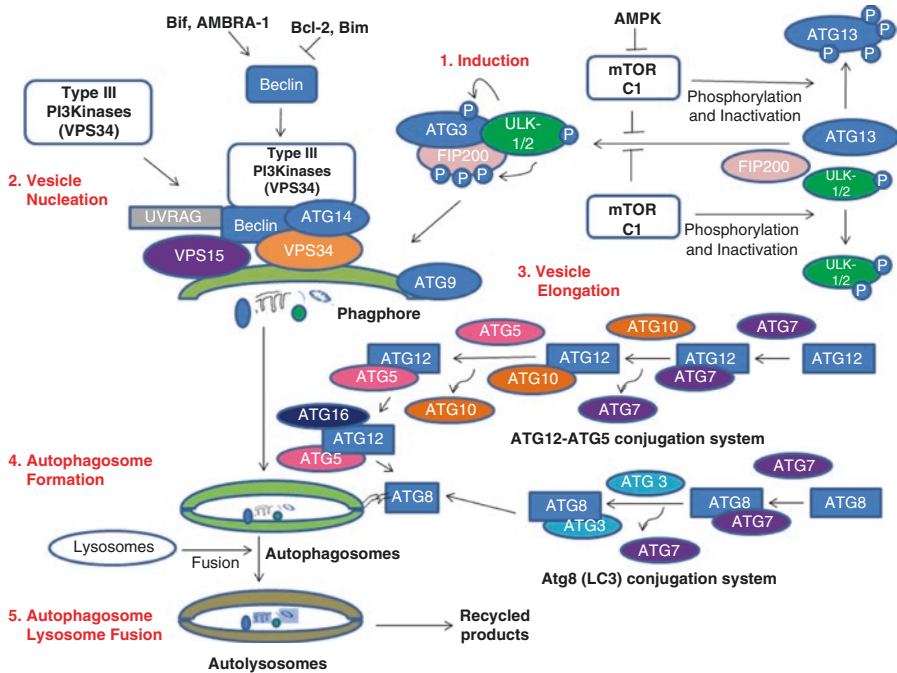 Bif, AMBRA-1
Bcl-2, Bim
Beclin
Type III
PI3Kinases
(VPS34)
Type III
PI3Kinases
(VPS34)
2. Vesicle
Nucleation
UVRAG
Beclin
ATG14
VPS15
VPS34
ATG9
Phagphore
1. Induction
P
ATG3
ULK-
1/2
P
FIP200
P
P
P
AMPK
mTOR
C1
Phosphorylation
and Inactivation
mTOR
C1
Phosphorylation
and Inactivation
P
P
ATG13
P
P
P
ATG13
FIP200
ULK-
1/2
P
ULK-
1/2
P
P
3. Vesicle
Elongation
ATG5
ATG10
ATG7
ATG12
ATG5
ATG12
ATG10
ATG12
ATG7
ATG12
ATG10
ATG7
ATG12-ATG5 conjugation system
ATG16
ATG12
ATG5
4. Autophagosome
Formation
ATG8
ATG 3
ATG7
ATG8
ATG3
ATG8
ATG7
ATG8
ATG7
Atg8 (LC3) conjugation system
Lysosomes
Fusion
Autophagosomes
5. Autophagosome
Lysosome Fusion
Recycled
products
Autolysosomes